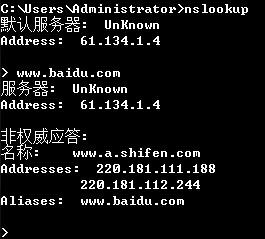 C:\Users\Administrator>nslookup
默认服务器:  UnKnown
Address:  61.134.1.4
> www.baidu.com
服务器:  UnKnown
Address:  61.134.1.4
非权威应答:
名称:    www.a.shifen.com
Addresses:  220.181.111.188
220.181.112.244
Aliases:  www.baidu.com
>